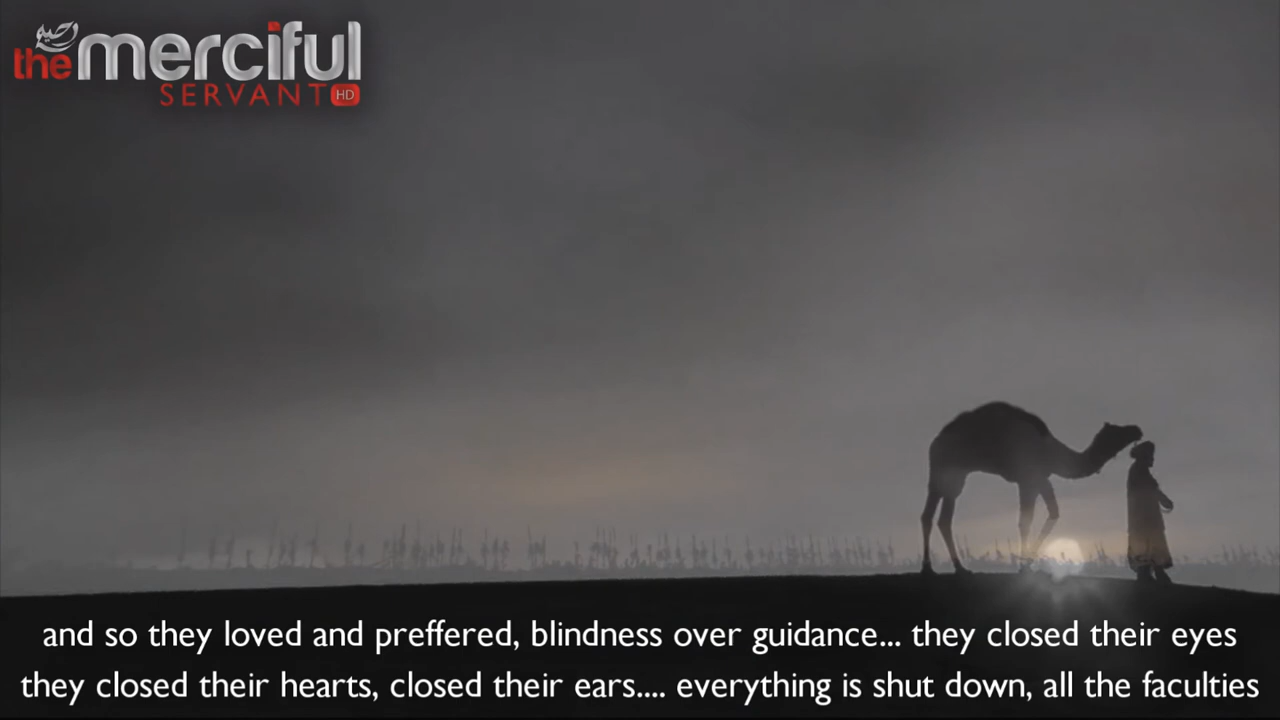 the merciful
SERVANT HD
and so they loved and preffered, blindness over guidance... they closed their eyes
they closed their hearts, closed their ears.... everything is shut down, all the faculties